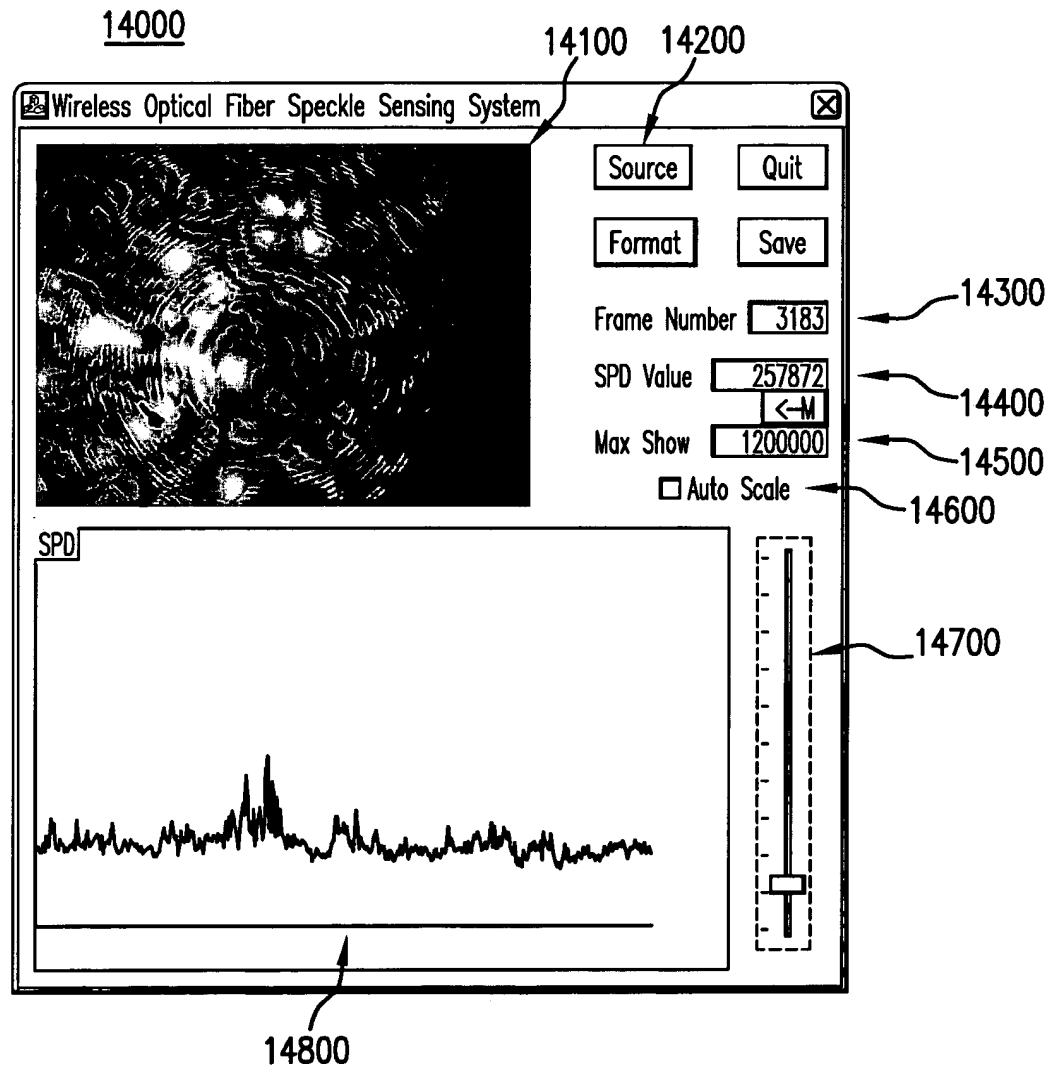 14000
14100
14200
Wireless Optical Fiber Speckle Sensing System
Source
Quit
Format
Save
Frame Number 3183
14300
SPD Value 257872
14400
<-M
Max Show 1200000
14500
Auto Scale
14600
SPD
14700
14800